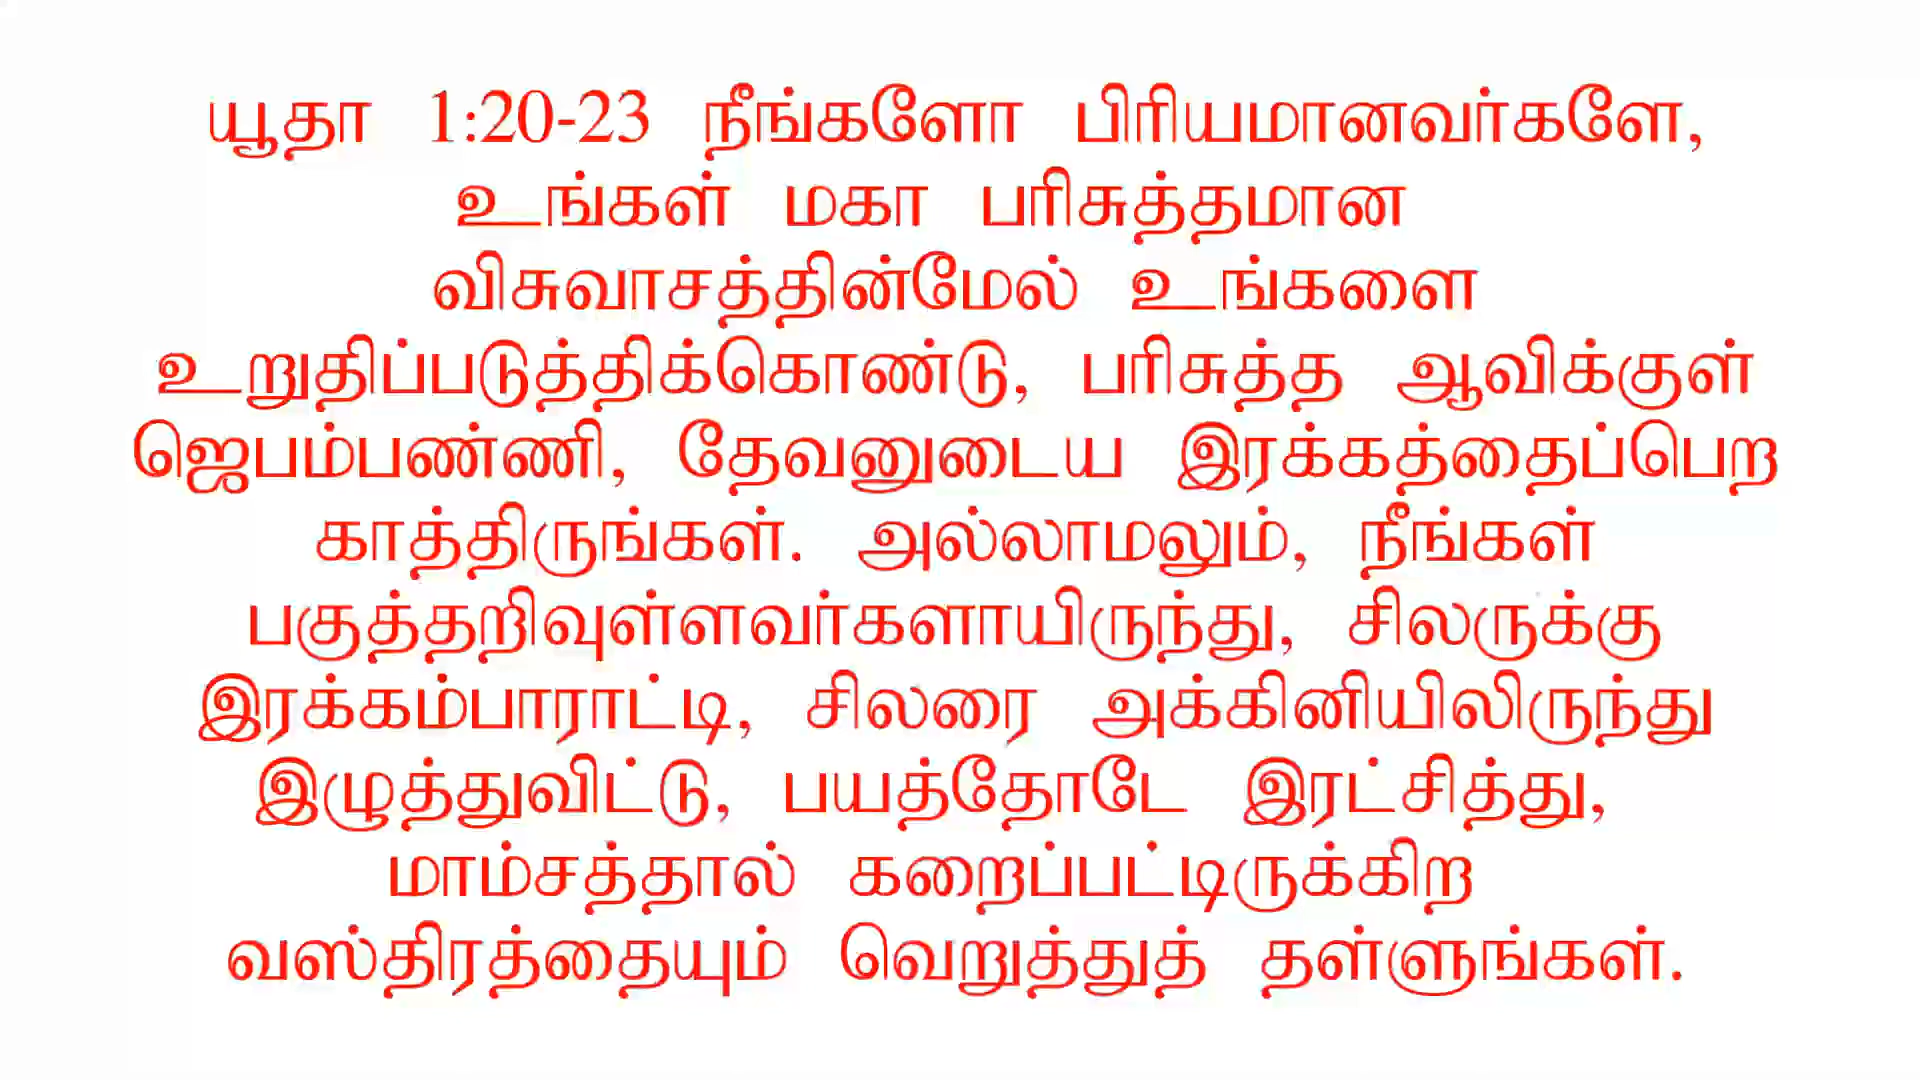 யூதா 1:20-23 நீங்களோ பிரியமானவர்களே,
உங்கள் மகா பரிசுத்தமான
விசுவாசத்தின்மேல் உங்களை
உறுதிப்படுத்திக்கொண்டு, பரிசுத்த ஆவிக்குள்
ஜெபம்பண்ணி, தேவனுடைய இரக்கத்தைப்பெற
காத்திருங்கள். அல்லாமலும், நீங்கள்
பகுத்தறிவுள்ளவர்களாயிருந்து, சிலருக்கு
இரக்கம்பாராட்டி, சிலரை அக்கினியிலிருந்து
இழுத்துவிட்டு, பயத்தோடே இரட்சித்து,
மாம்சத்தால் கறைப்பட்டிருக்கிற
வஸ்திரத்தையும் வெறுத்துத் தள்ளுங்கள்.